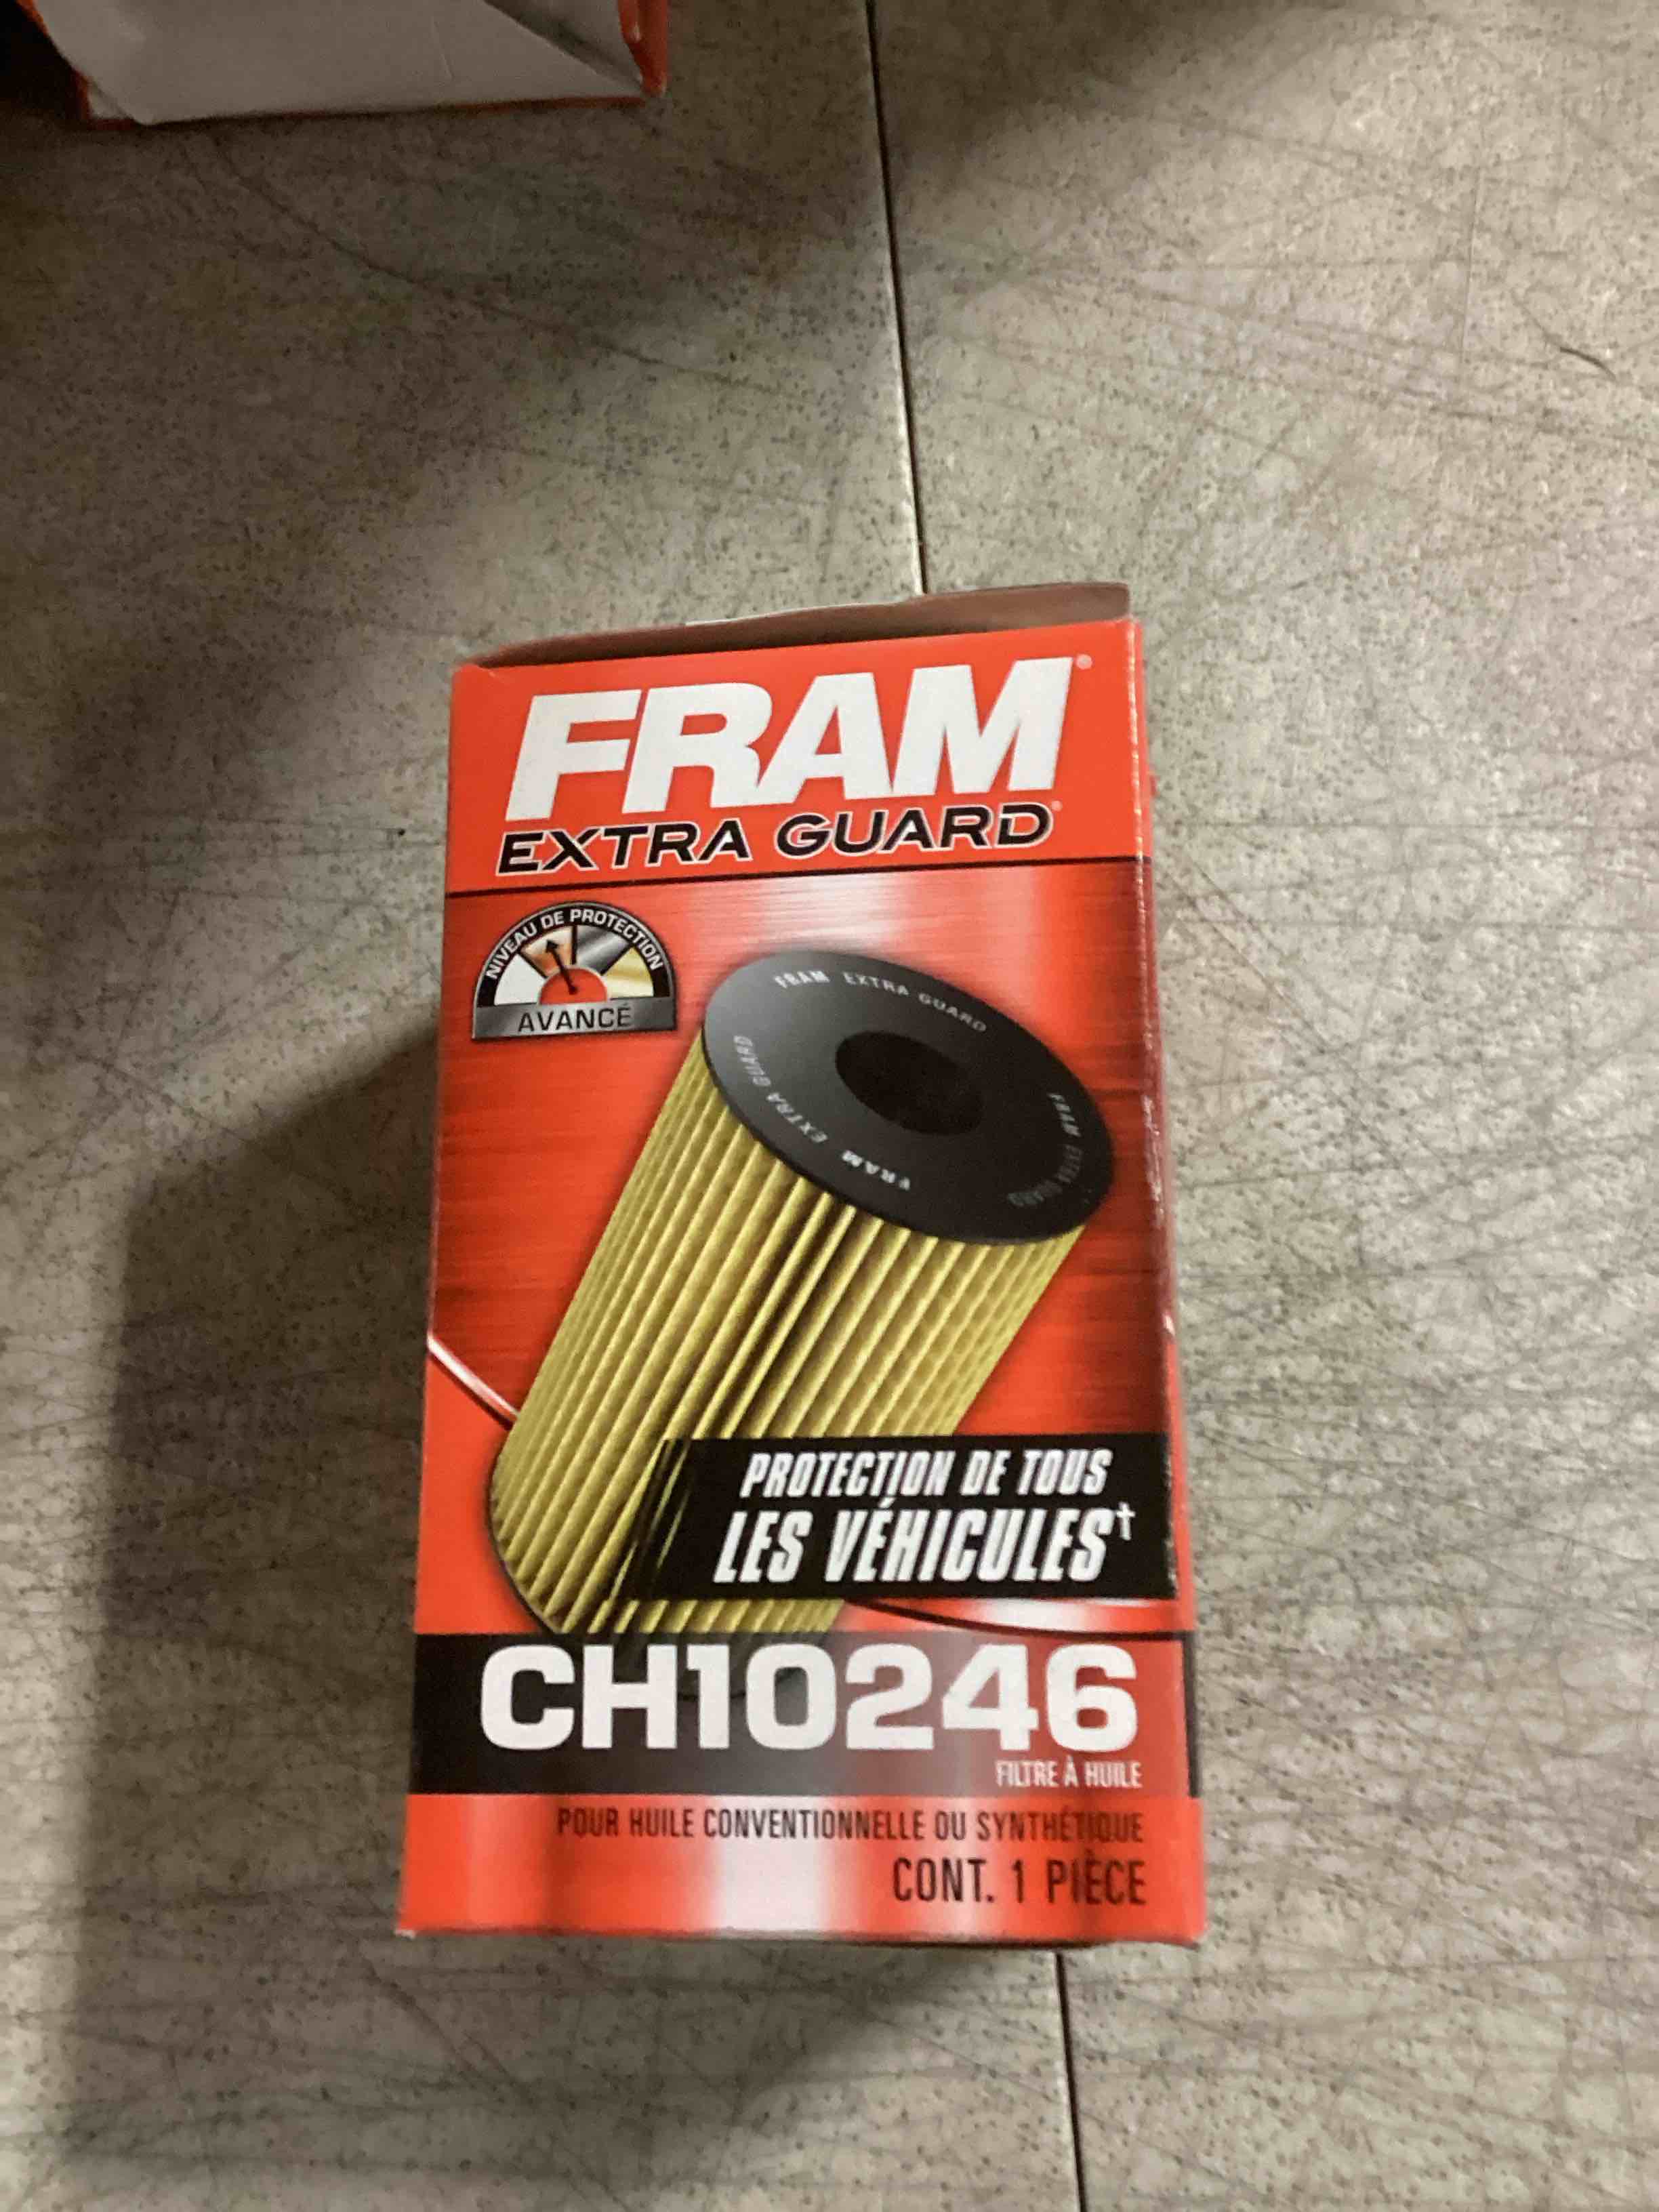 FRAM®
EXTRA GUARD®
NIVEAU DE PROTECTION
AVANCÉ
FRAM EXTRA GUARD
FRAM EXTRA GUARD
FRAM EXTRA GUARD
PROTECTION DE TOUS
LES VÉHICULES†
CH10246
FILTRE À HUILE
POUR HUILE CONVENTIONNELLE OU SYNTHÉTIQUE
CONT. 1 PIÈCE